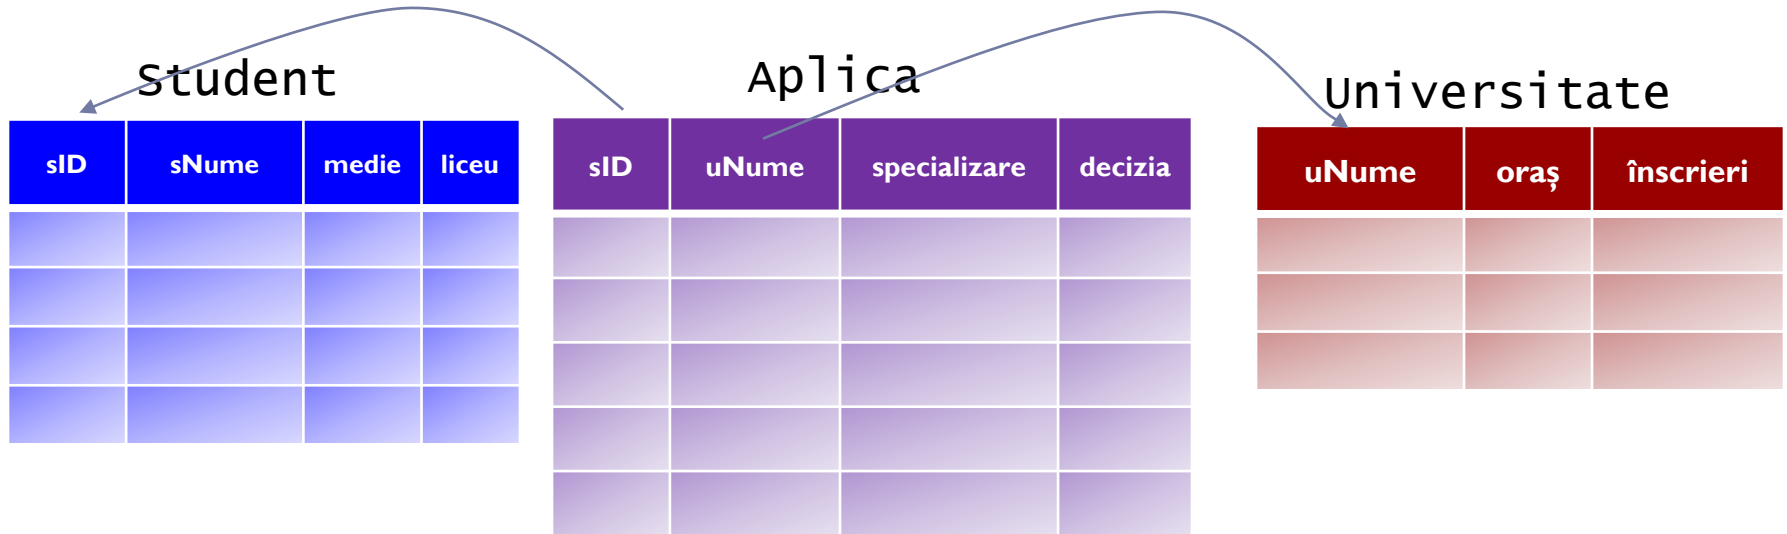 Student
sID sNume medie liceu
Aplica
sID uNume specializare decizia
Universitate
uNume oraș înscrieri